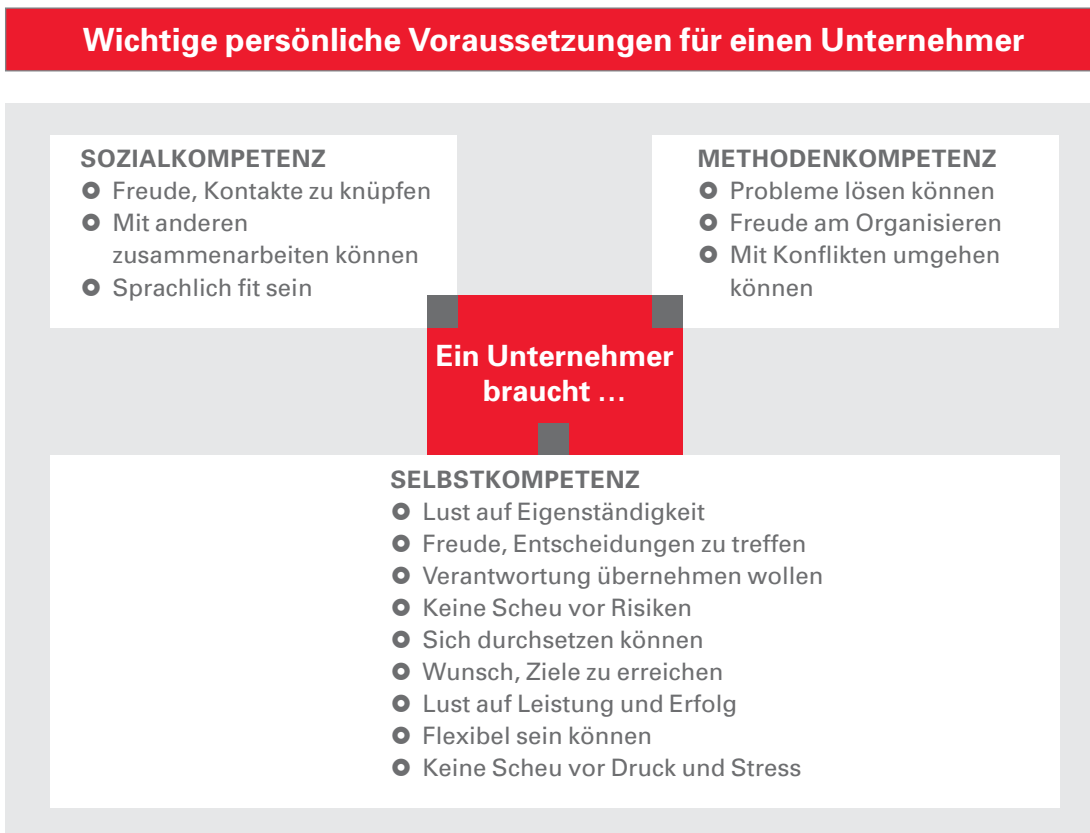 Wichtige persönliche Voraussetzungen für einen Unternehmer
SOZIALKOMPETENZ
Freude, Kontakte zu knüpfen
Mit anderen
zusammenarbeiten können
Sprachlich fit sein
METHODENKOMPETENZ
Probleme lösen können
Freude am Organisieren
Mit Konflikten umgehen
können
Ein Unternehmer
braucht …
SELBSTKOMPETENZ
Lust auf Eigenständigkeit
Freude, Entscheidungen zu treffen
Verantwortung übernehmen wollen
Keine Scheu vor Risiken
Sich durchsetzen können
Wunsch, Ziele zu erreichen
Lust auf Leistung und Erfolg
Flexibel sein können
Keine Scheu vor Druck und Stress